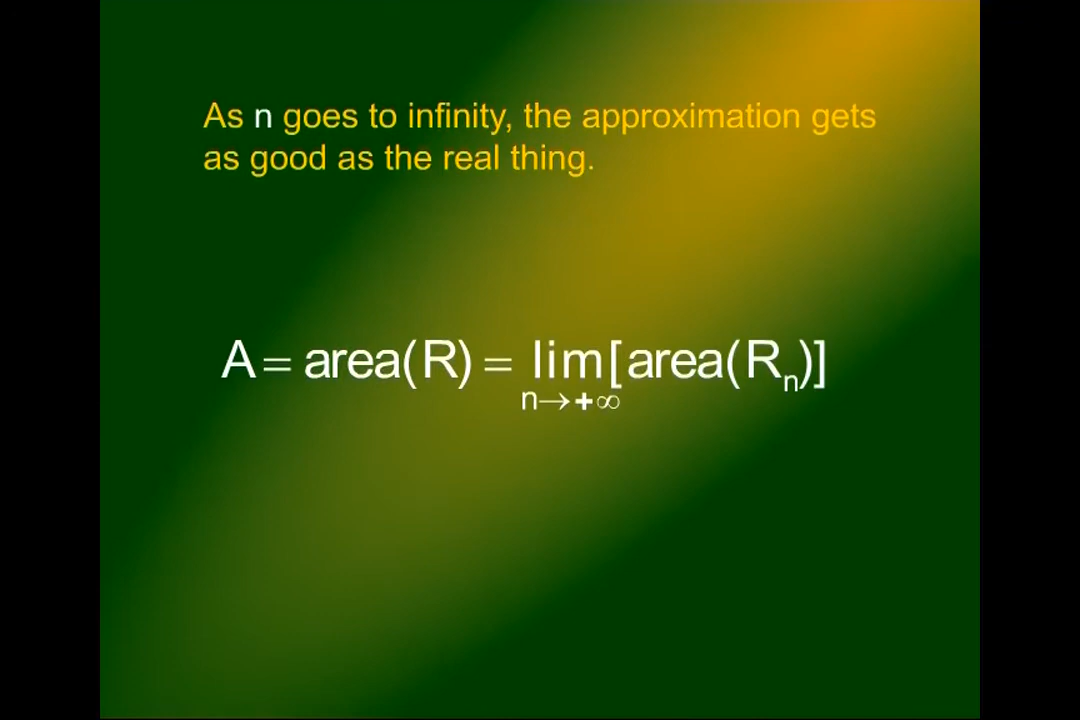 As n goes to infinity, the approximation gets
as good as the real thing.
A = area(R) = lim[area(Rₙ)]
n→+∞